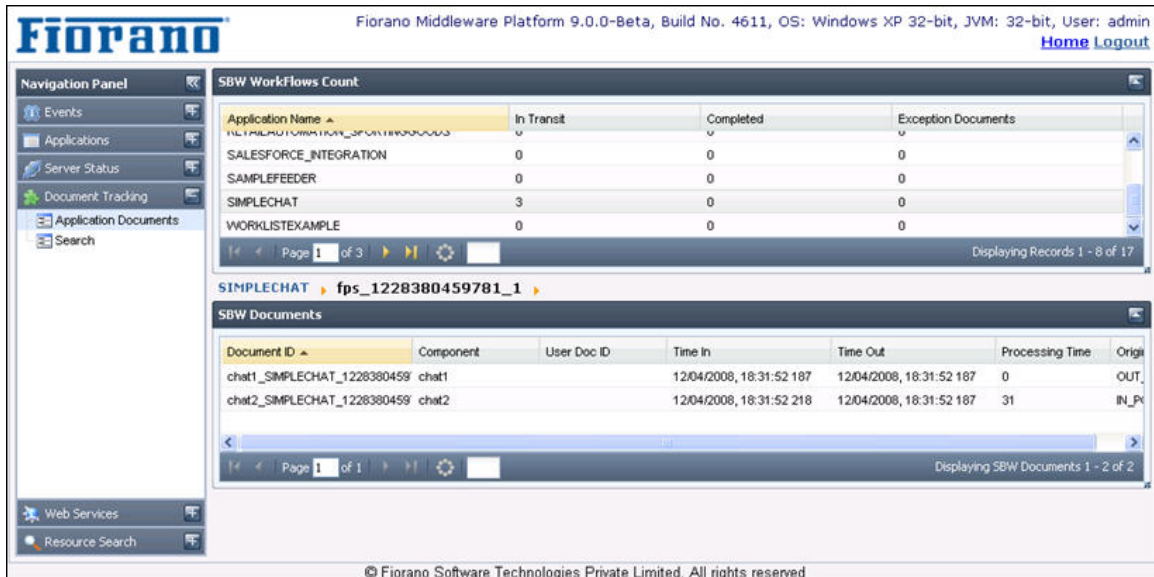 Fiorano
Fiorano Middleware Platform 9.0.0-Beta, Build No. 4611, OS: Windows XP 32-bit, JVM: 32-bit, User: admin
Home Logout
Navigation Panel
Events
Applications
Server Status
Document Tracking
Application Documents
Search
Web Services
Resource Search
SBW WorkFlows Count
Application Name In Transit Completed Exception Documents
RETAILAUTOMATION_SPORTINGGOODS 0 0 0
SALESFORCE_INTEGRATION 0 0 0
SAMPLEFEEDER 0 0 0
SIMPLECHAT 3 0 0
WORKLISTEXAMPLE 0 0 0
Page 1 of 3 Displaying Records 1 - 8 of 17
SIMPLECHAT fps_1228380459781_1
SBW Documents
Document ID Component User Doc ID Time In Time Out Processing Time Origi
chat1_SIMPLECHAT_1228380459 chat1 12/04/2008, 18:31:52 187 12/04/2008, 18:31:52 187 0 OUT_
chat2_SIMPLECHAT_1228380459 chat2 12/04/2008, 18:31:52 218 12/04/2008, 18:31:52 187 31 IN_PO
Page 1 of 1 Displaying SBW Documents 1 - 2 of 2
© Fiorano Software Technologies Private Limited. All rights reserved